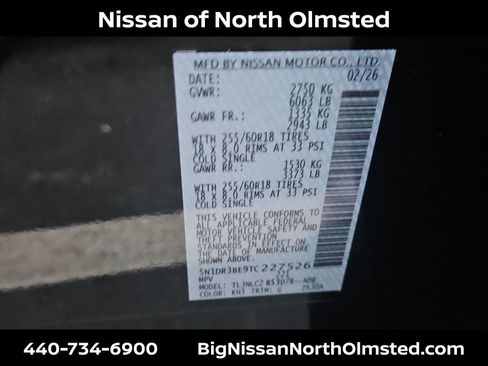 Nissan of North Olmsted
MFD BY NISSAN MOTOR CO., LTD.
DATE: 02/26
GVWR: 2750 KG
6063 LB
GAWR FR.: 1335 KG
2943 LB
WITH 255/60R18 TIRES
18 x 8.0 RIMS AT 33 PSI
COLD SINGLE
GAWR RR.: 1530 KG
3373 LB
WITH 255/60R18 TIRES
18 x 8.0 RIMS AT 33 PSI
COLD SINGLE
THIS VEHICLE CONFORMS TO
ALL APPLICABLE FEDERAL
MOTOR VEHICLE SAFETY
AND THEFT PREVENTION
STANDARDS IN EFFECT ON
THE DATE OF MANUFACTURE
SHOWN ABOVE.
5N1DR3BE9TC227526
MPV
MODEL:
COLOR: KH3 TRIM: G
440-734-6900 BigNissanNorthOlmsted.com